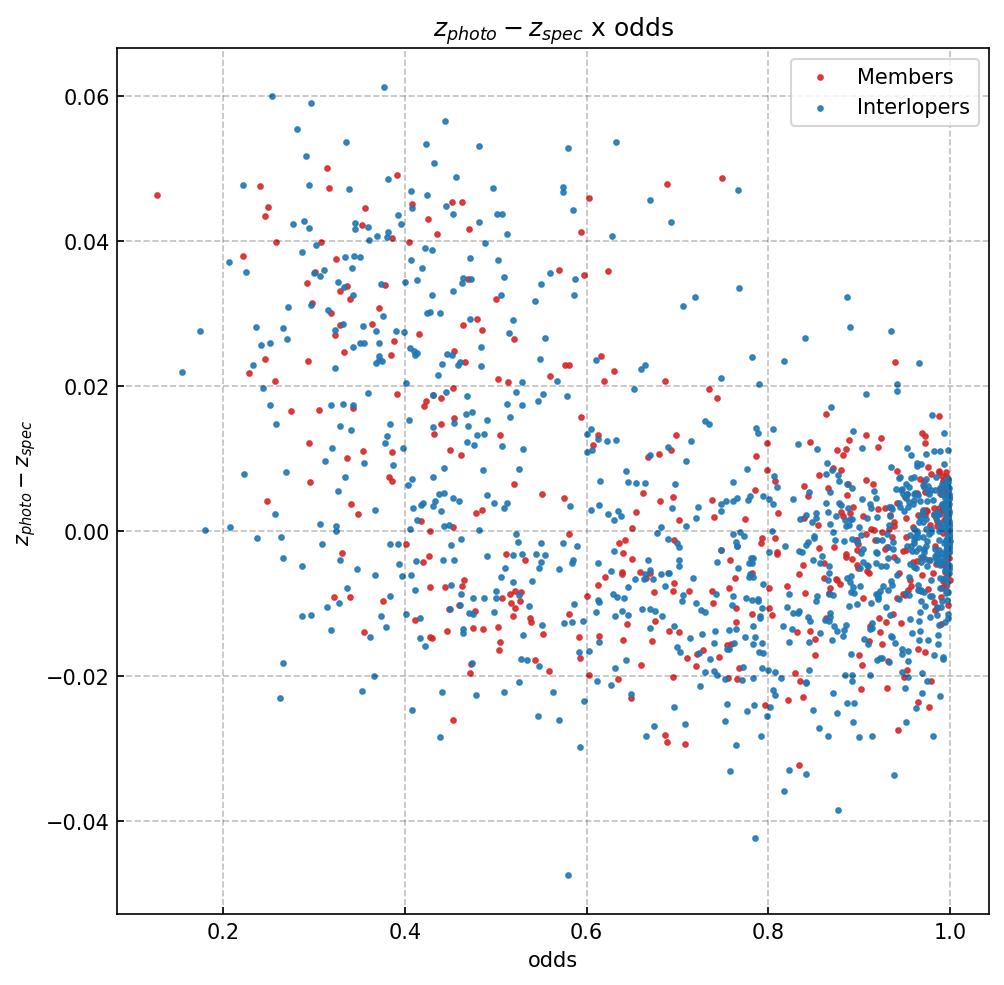 z_photo − z_spec x odds
Members
Interlopers
0.06
0.04
0.02
0.00
−0.02
−0.04
z_photo − z_spec
0.2 0.4 0.6 0.8 1.0
odds